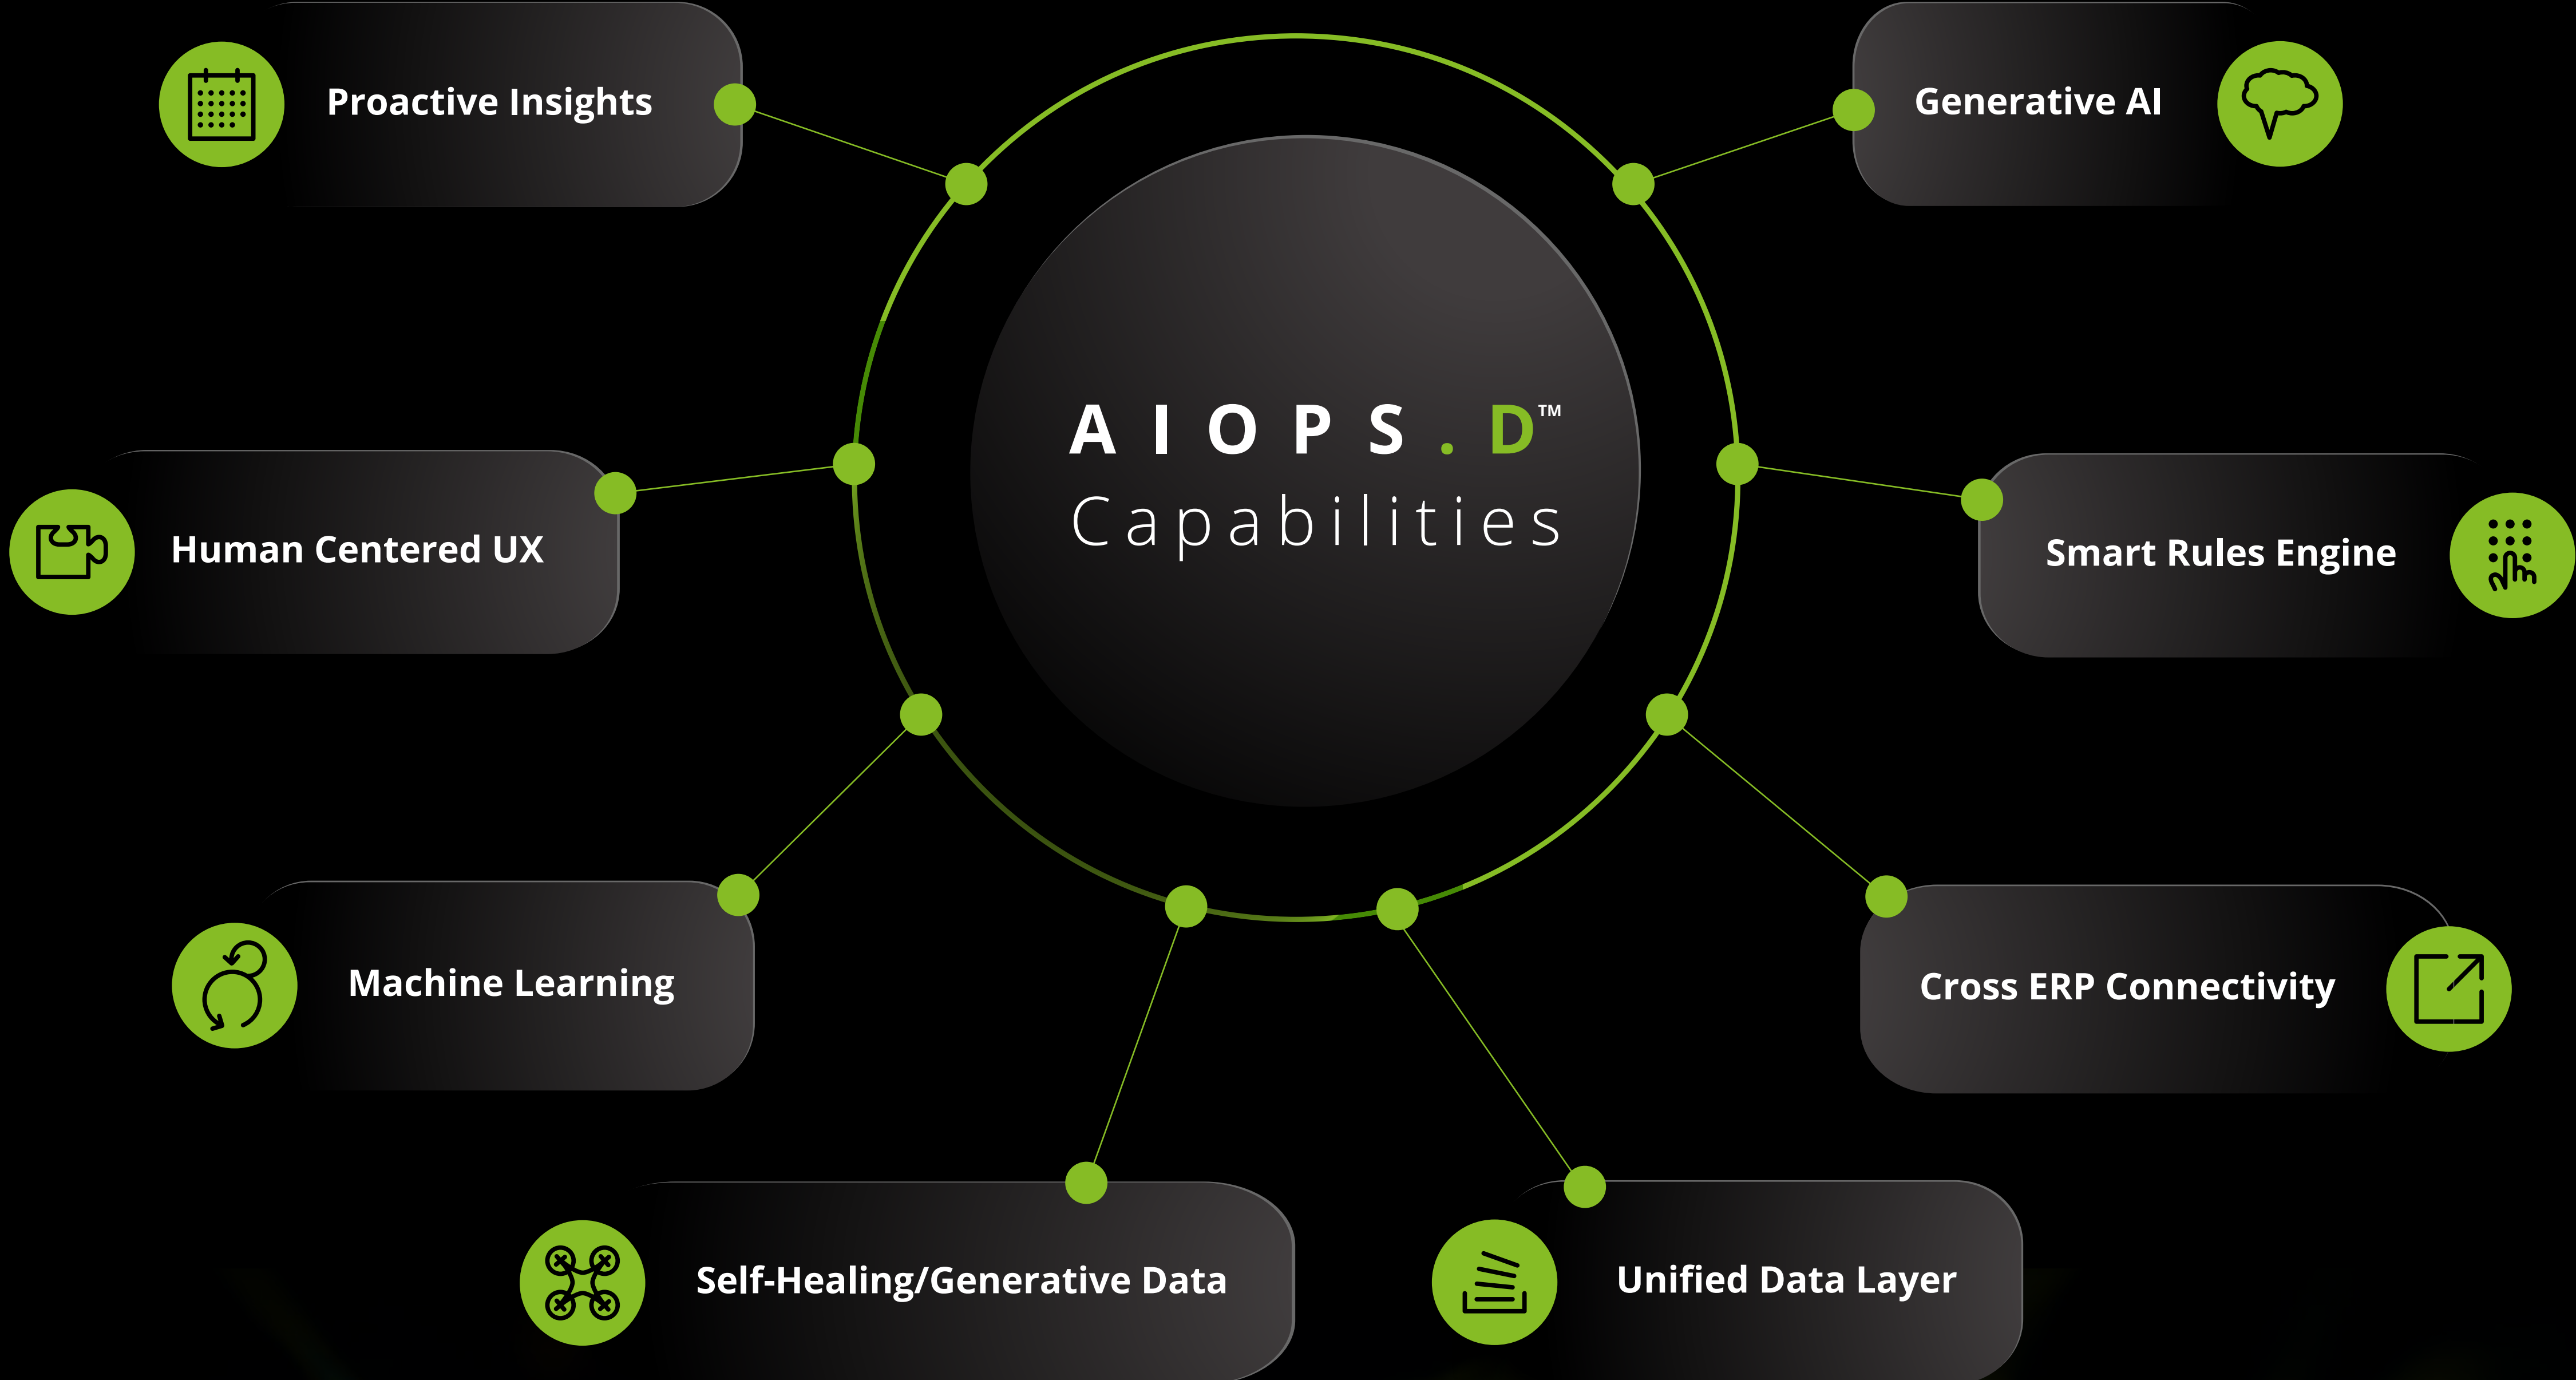 Proactive Insights
Generative AI
AIOPS.D™
Capabilities
Human Centered UX
Smart Rules Engine
Machine Learning
Cross ERP Connectivity
Self-Healing/Generative Data
Unified Data Layer